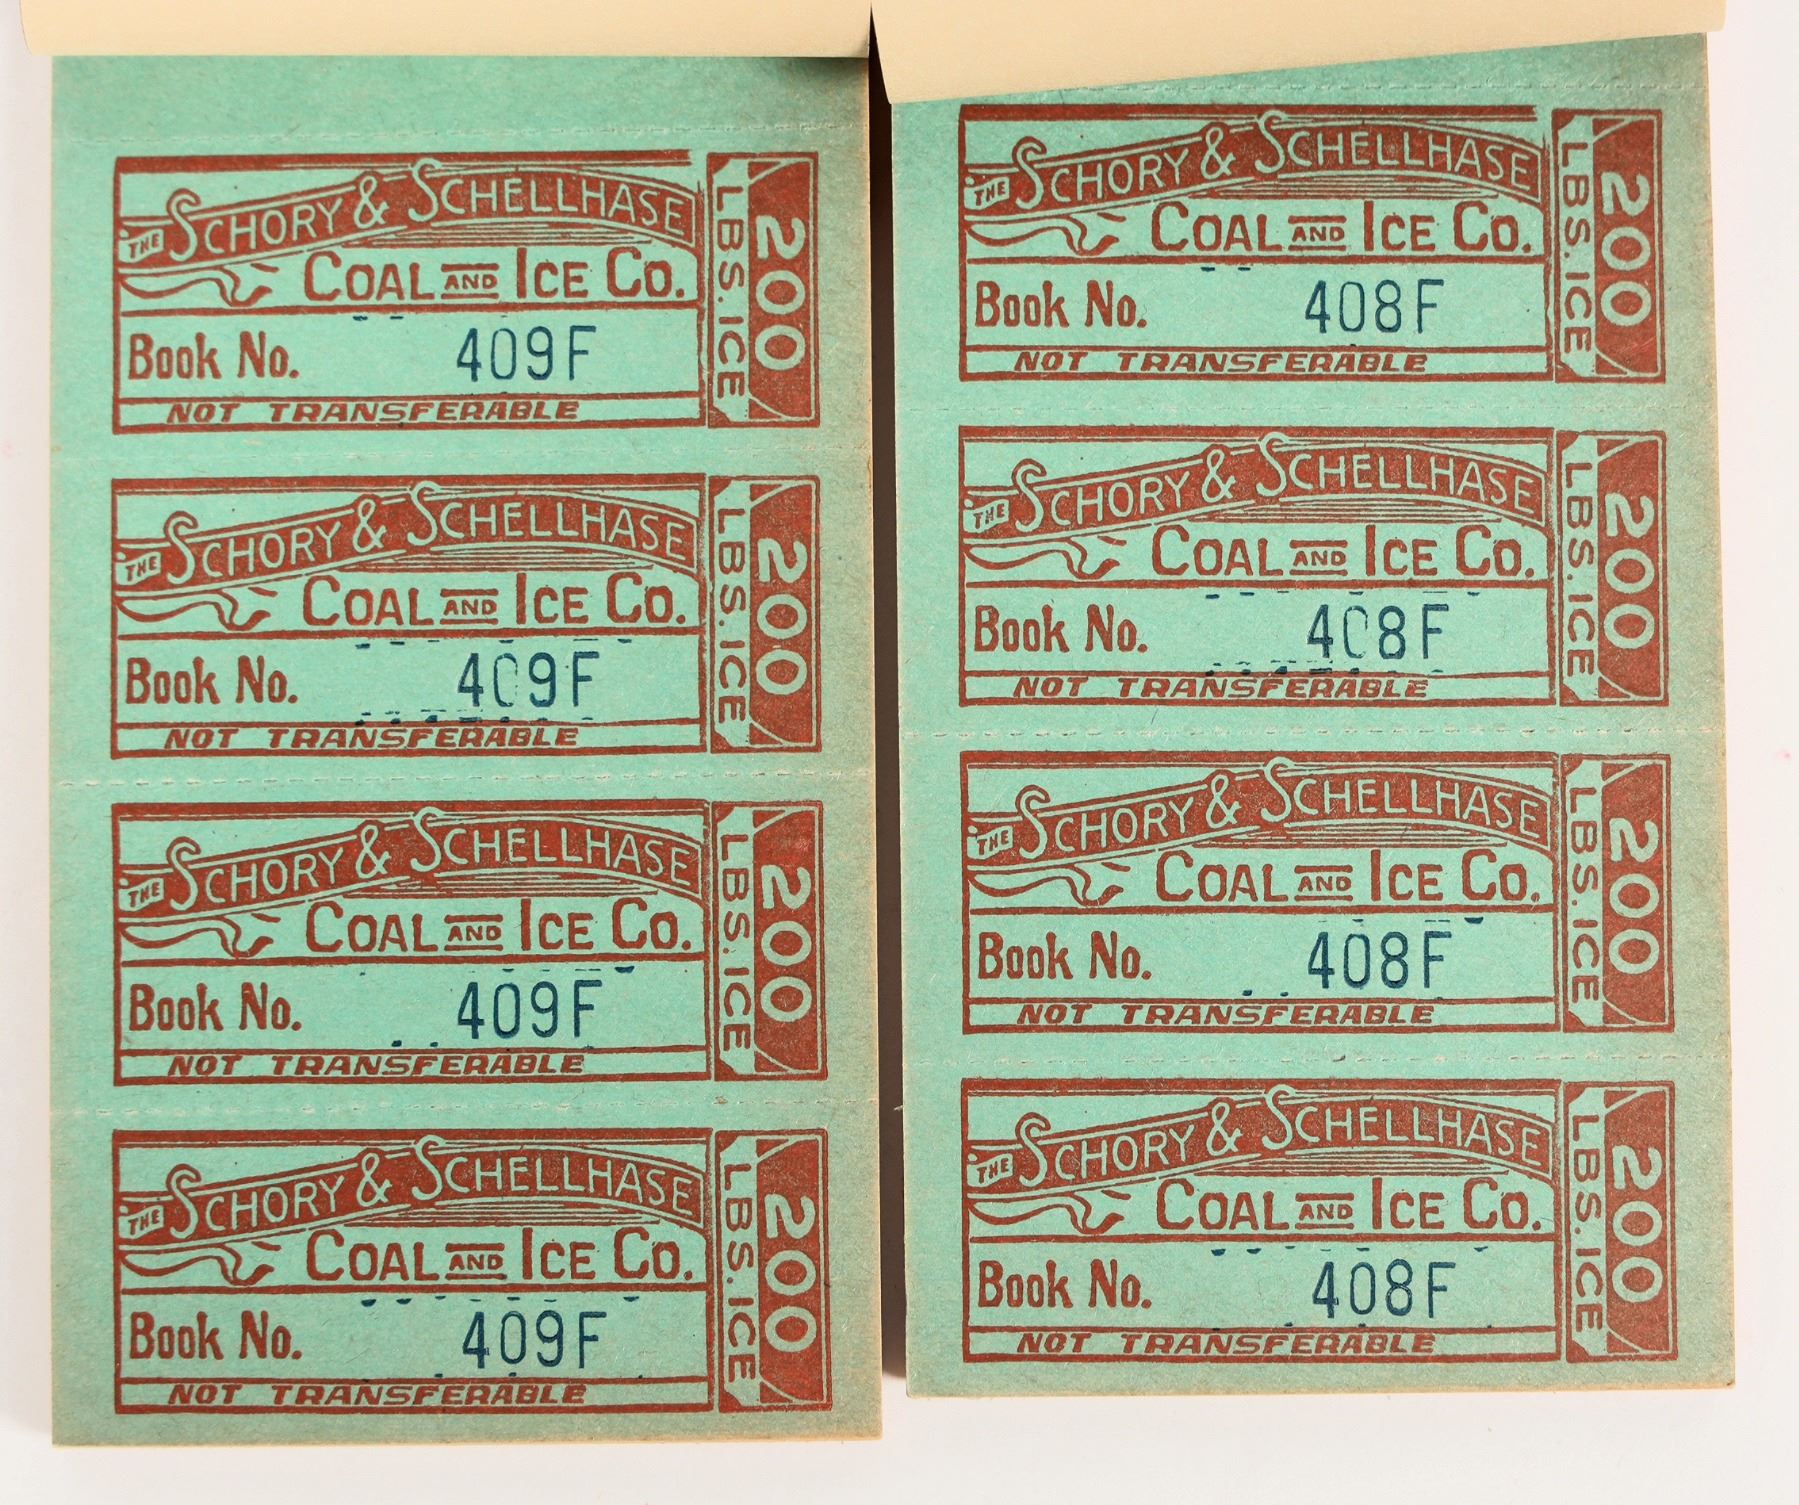 THE SCHORY & SCHELLHASE
COAL AND ICE CO.
Book No. 409F
NOT TRANSFERABLE
200
LBS. ICE
THE SCHORY & SCHELLHASE
COAL AND ICE CO.
Book No. 409F
NOT TRANSFERABLE
200
LBS. ICE
THE SCHORY & SCHELLHASE
COAL AND ICE CO.
Book No. 409F
NOT TRANSFERABLE
200
LBS. ICE
THE SCHORY & SCHELLHASE
COAL AND ICE CO.
Book No. 409F
NOT TRANSFERABLE
200
LBS. ICE
THE SCHORY & SCHELLHASE
COAL AND ICE CO.
Book No. 408F
NOT TRANSFERABLE
200
LBS. ICE
THE SCHORY & SCHELLHASE
COAL AND ICE CO.
Book No. 408F
NOT TRANSFERABLE
200
LBS. ICE
THE SCHORY & SCHELLHASE
COAL AND ICE CO.
Book No. 408F
NOT TRANSFERABLE
200
LBS. ICE
THE SCHORY & SCHELLHASE
COAL AND ICE CO.
Book No. 408F
NOT TRANSFERABLE
200
LBS. ICE